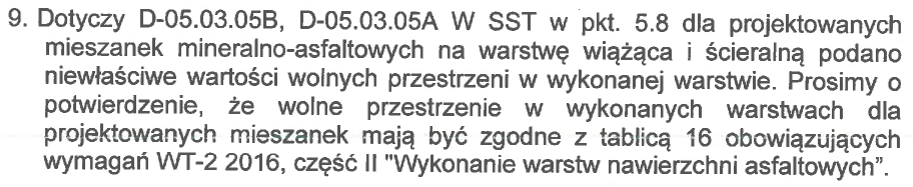 9. Dotyczy D-05.03.05B, D-05.03.05A W SST w pkt. 5.8 dla projektowanych
mieszanek mineralno-asfaltowych na warstwę wiążąca i ścieralną podano
niewłaściwe wartości wolnych przestrzeni w wykonanej warstwie. Prosimy o
potwierdzenie, że wolne przestrzenie w wykonanych warstwach dla
projektowanych mieszanek mają być zgodne z tablicą 16 obowiązujących
wymagań WT-2 2016, część II "Wykonanie warstw nawierzchni asfaltowych”.